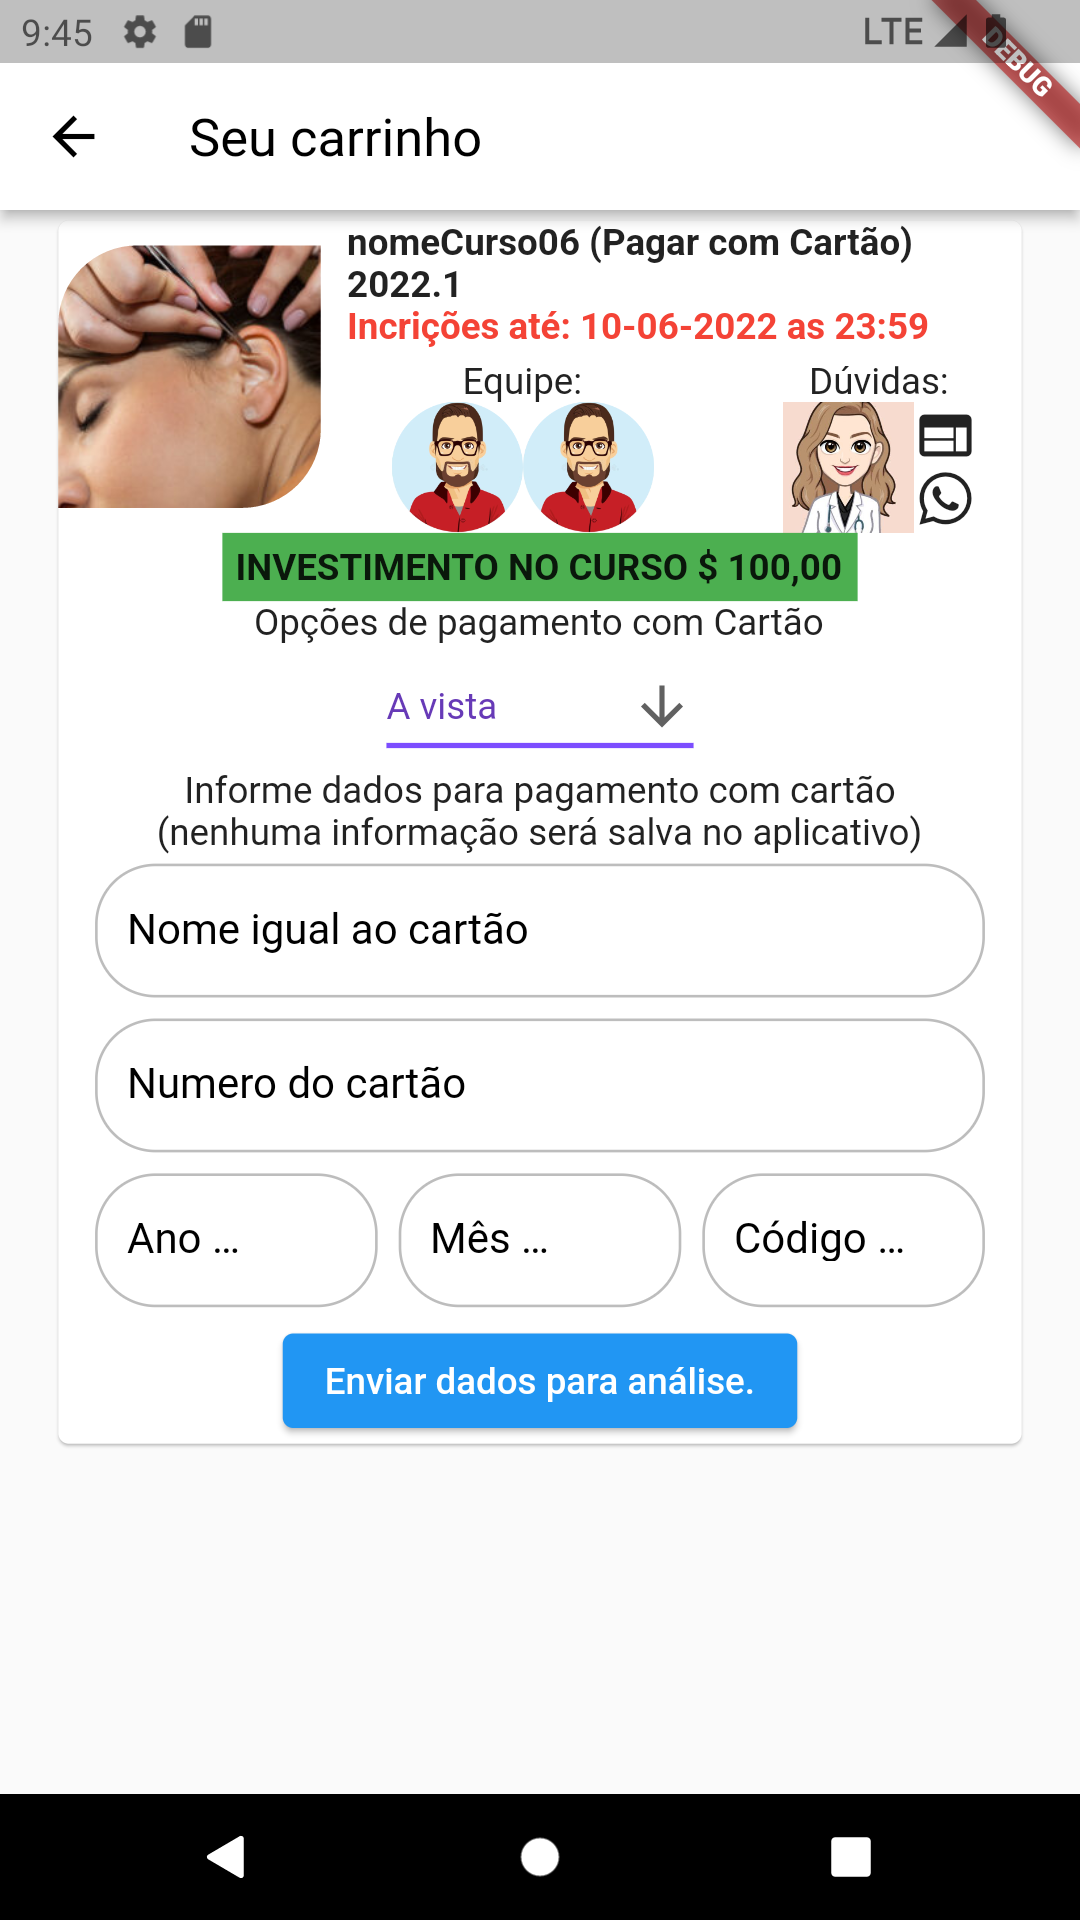 9:45
LTE
DEBUG
Seu carrinho
nomeCurso06 (Pagar com Cartão)
2022.1
Incrições até: 10-06-2022 as 23:59
Equipe:
Dúvidas:
INVESTIMENTO NO CURSO $ 100,00
Opções de pagamento com Cartão
A vista
Informe dados para pagamento com cartão
(nenhuma informação será salva no aplicativo)
Nome igual ao cartão
Numero do cartão
Ano ...
Mês ...
Código ...
Enviar dados para análise.